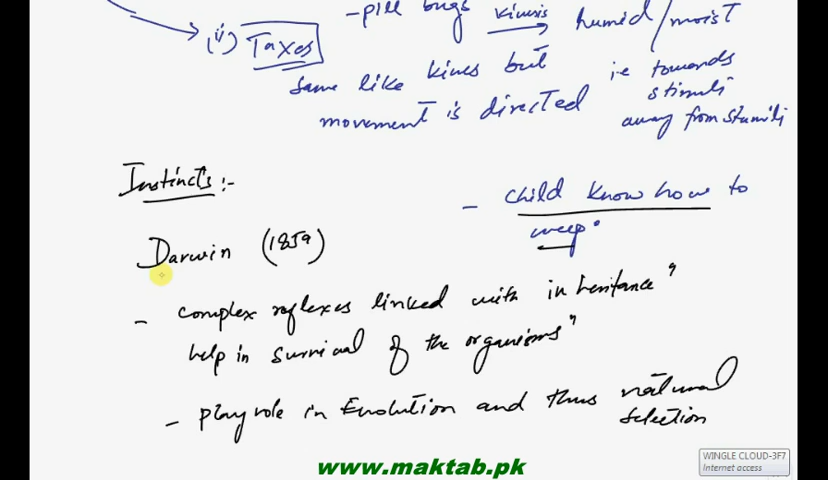 - pill bugs kinesis humid/moist
(ii) Taxes
same like kines but i.e towards
stimuli
movement is directed away from stumili
Instincts:-
- child know how to
weep.
Darwin (1859)
- complex reflexes linked with inheritance"
help in survival of the organisms"
- play role in Evolution and thus natural
selection
www.maktab.pk
WINGLE CLOUD-3F7
Internet access